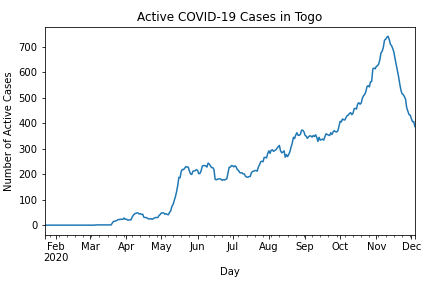 Active COVID-19 Cases in Togo
Number of Active Cases
700
600
500
400
300
200
100
0
Feb Mar Apr May Jun Jul Aug Sep Oct Nov Dec
2020
Day